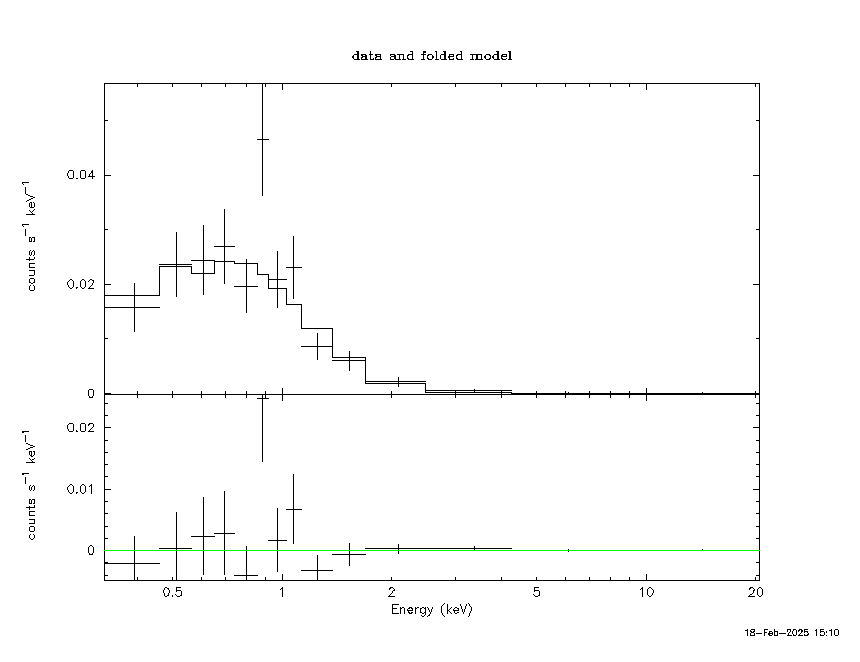 data and folded model
counts s⁻¹ keV⁻¹
0.04
0.02
0
counts s⁻¹ keV⁻¹
0.02
0.01
0
0.5 1 2 5 10 20
Energy (keV)
18-Feb-2025 15:10